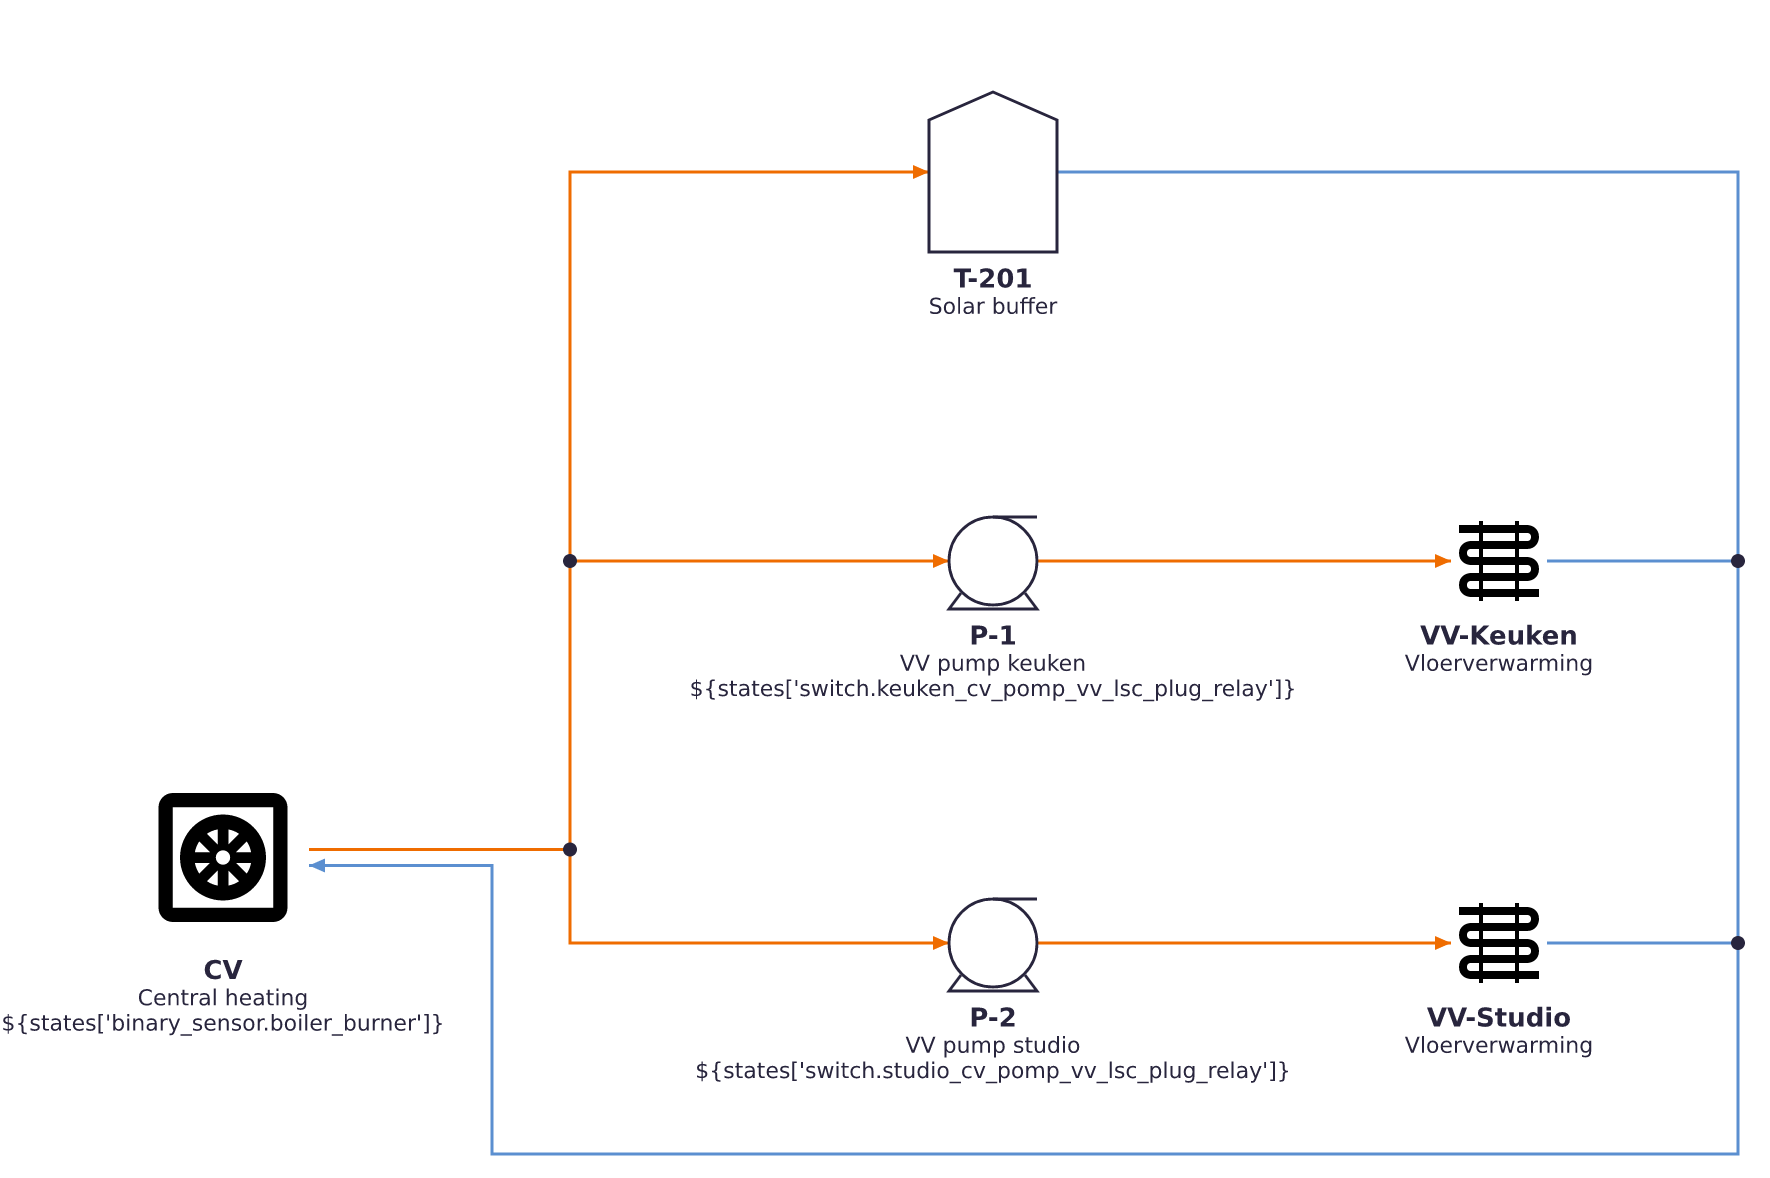 T-201
Solar buffer
P-1
VV pump keuken
${states['switch.keuken_cv_pomp_vv_lsc_plug_relay']}
VV-Keuken
Vloerverwarming
CV
Central heating
${states['binary_sensor.boiler_burner']}
P-2
VV pump studio
${states['switch.studio_cv_pomp_vv_lsc_plug_relay']}
VV-Studio
Vloerverwarming